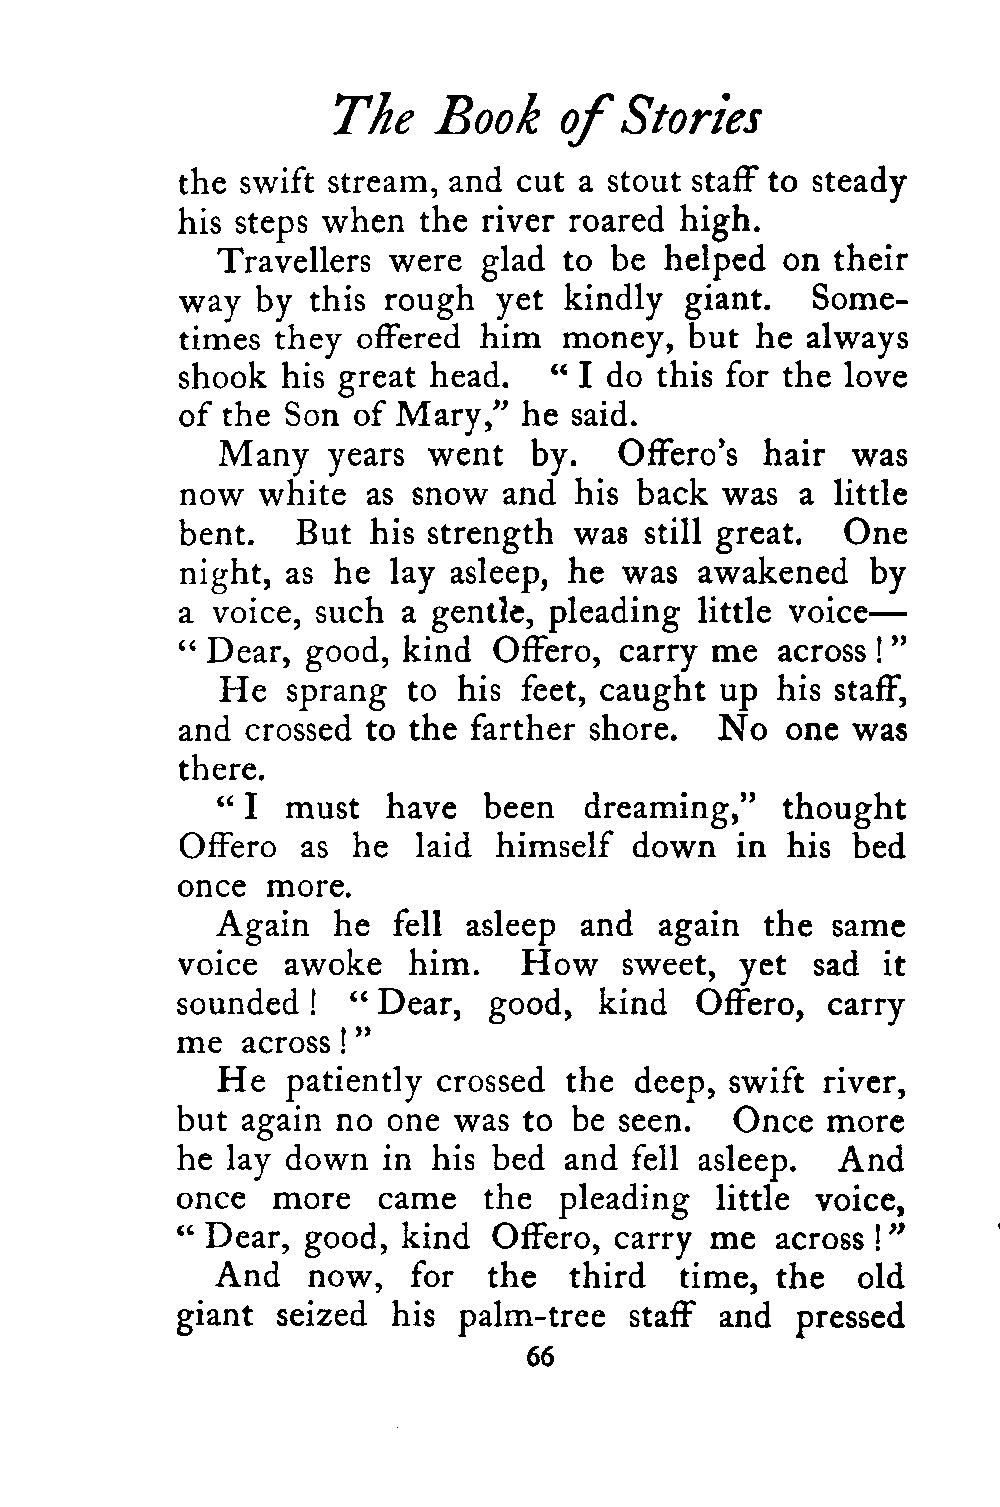 The Book of Stories
the swift stream, and cut a stout staff to steady
his steps when the river roared high.
Travellers were glad to be helped on their
way by this rough yet kindly giant. Some-
times they offered him money, but he always
shook his great head. “ I do this for the love
of the Son of Mary,” he said.
Many years went by. Offero’s hair was
now white as snow and his back was a little
bent. But his strength was still great. One
night, as he lay asleep, he was awakened by
a voice, such a gentle, pleading little voice—
“ Dear, good, kind Offero, carry me across ! ”
He sprang to his feet, caught up his staff,
and crossed to the farther shore. No one was
there.
“ I must have been dreaming,” thought
Offero as he laid himself down in his bed
once more.
Again he fell asleep and again the same
voice awoke him. How sweet, yet sad it
sounded ! “ Dear, good, kind Offero, carry
me across ! ”
He patiently crossed the deep, swift river,
but again no one was to be seen. Once more
he lay down in his bed and fell asleep. And
once more came the pleading little voice,
“ Dear, good, kind Offero, carry me across ! ”
And now, for the third time, the old
giant seized his palm-tree staff and pressed
66